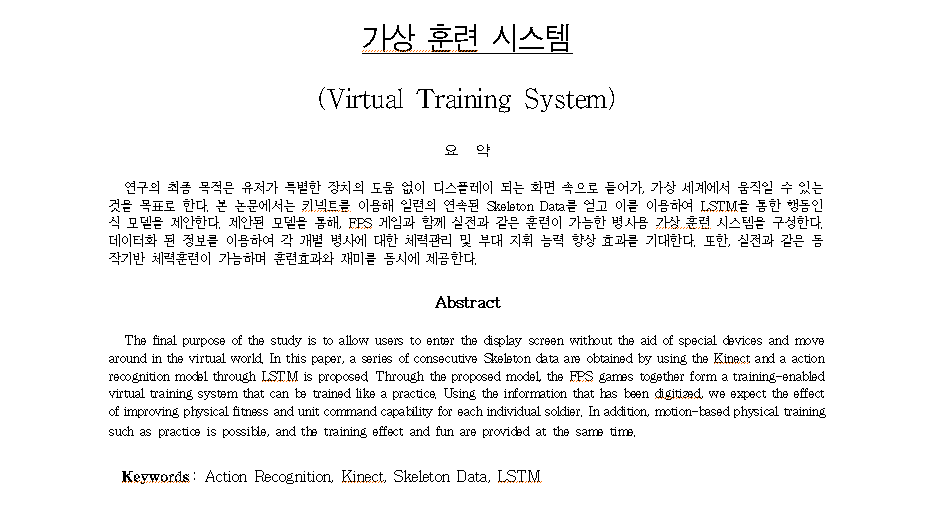 가상 훈련 시스템
(Virtual Training System)
요 약
연구의 최종 목적은 유저가 특별한 장치의 도움 없이 디스플레이 되는 화면 속으로 들어가, 가상 세계에서 움직일 수 있는
것을 목표로 한다. 본 논문에서는 키넥트를 이용해 일련의 연속된 Skeleton Data를 얻고 이를 이용하여 LSTM을 통한 행동인
식 모델을 제안한다. 제안된 모델을 통해, FPS 게임과 함께 실전과 같은 훈련이 가능한 병사용 가상 훈련 시스템을 구성한다.
데이터화 된 정보를 이용하여 각 개별 병사에 대한 체력관리 및 부대 지휘 능력 향상 효과를 기대한다. 또한, 실전과 같은 동
작기반 체력훈련이 가능하며 훈련효과와 재미를 동시에 제공한다.
Abstract
The final purpose of the study is to allow users to enter the display screen without the aid of special devices and move
around in the virtual world. In this paper, a series of consecutive Skeleton data are obtained by using the Kinect and a action
recognition model through LSTM is proposed. Through the proposed model, the FPS games together form a training-enabled
virtual training system that can be trained like a practice. Using the information that has been digitized, we expect the effect
of improving physical fitness and unit command capability for each individual soldier. In addition, motion-based physical training
such as practice is possible, and the training effect and fun are provided at the same time.
Keywords: Action Recognition, Kinect, Skeleton Data, LSTM